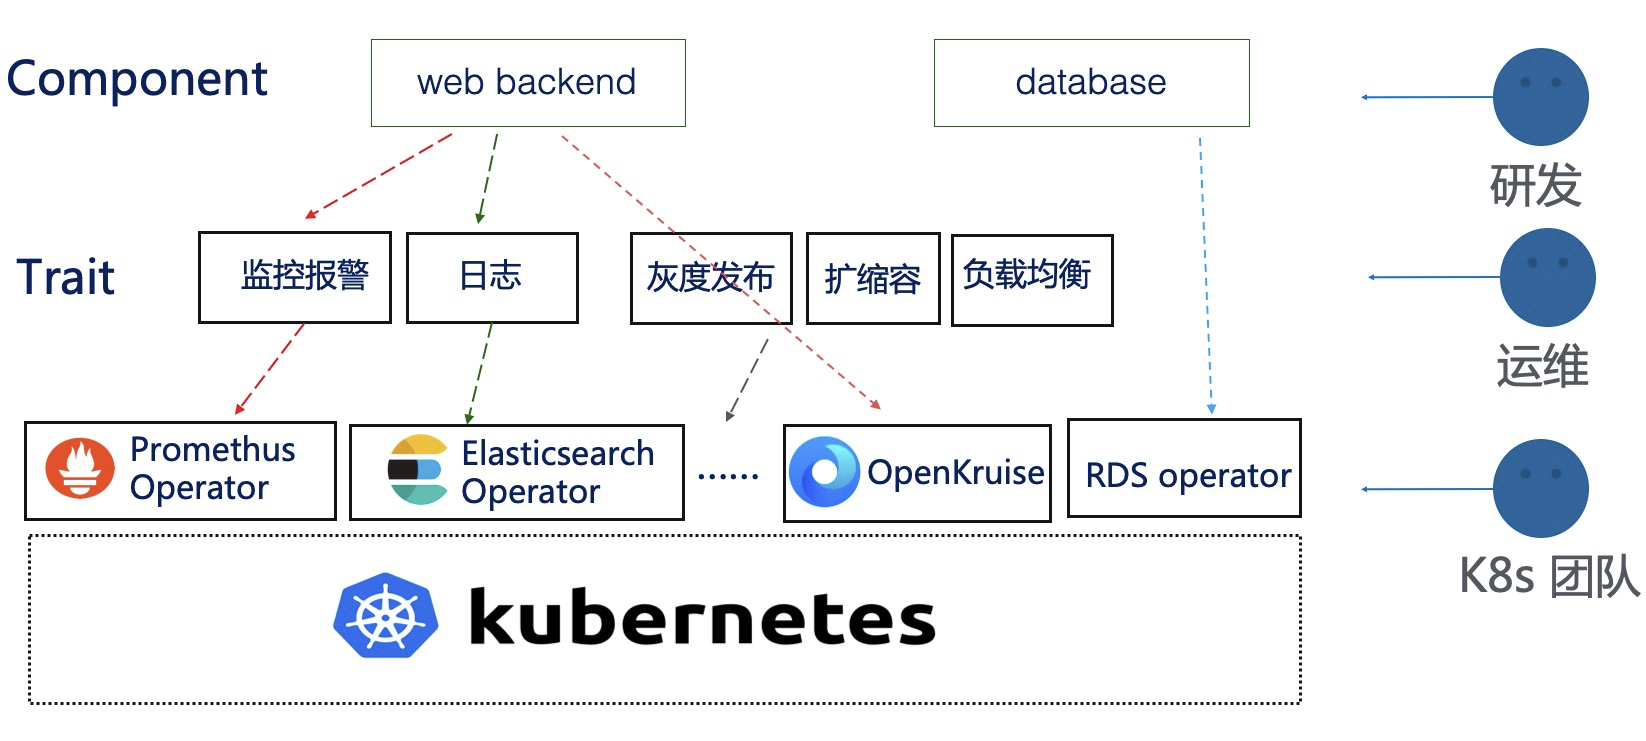 Component
web backend
database
研发
Trait
监控报警
日志
灰度发布
扩缩容
负载均衡
运维
Promethus
Operator
Elasticsearch
Operator
......
OpenKruise
RDS operator
K8s 团队
kubernetes